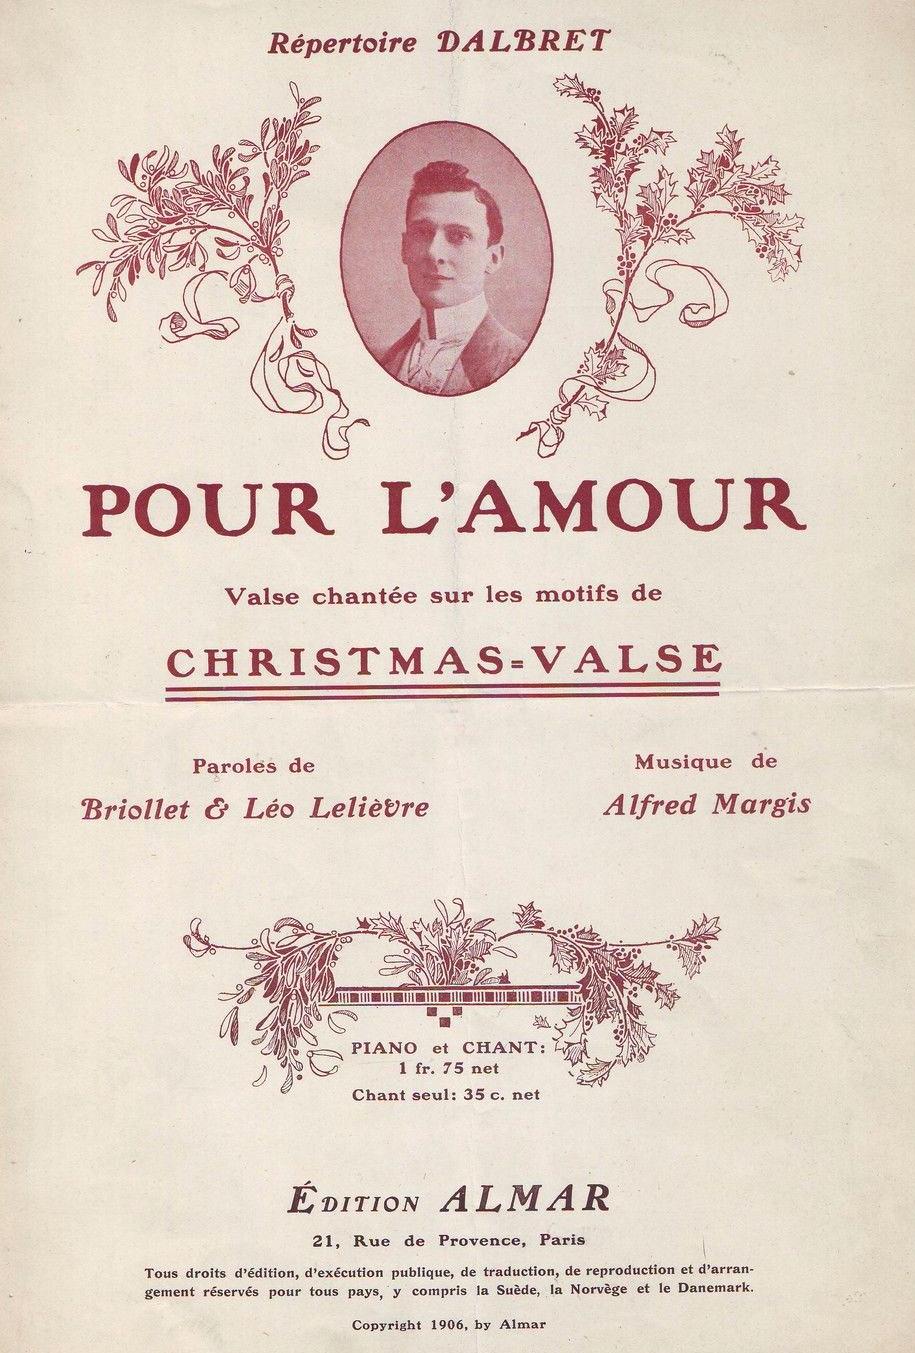 Répertoire DALBRET
POUR L'AMOUR
Valse chantée sur les motifs de
CHRISTMAS=VALSE
Paroles de
Briollet & Léo Lelièvre
Musique de
Alfred Margis
PIANO et CHANT:
1 fr. 75 net
Chant seul: 35 c. net
ÉDITION ALMAR
21, Rue de Provence, Paris
Tous droits d'édition, d'exécution publique, de traduction, de reproduction et d'arran-
gement réservés pour tous pays, y compris la Suède, la Norvège et le Danemark.
Copyright 1906, by Almar